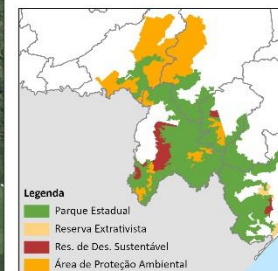 Legenda
Parque Estadual
Reserva Extrativista
Res. de Des. Sustentável
Área de Proteção Ambiental